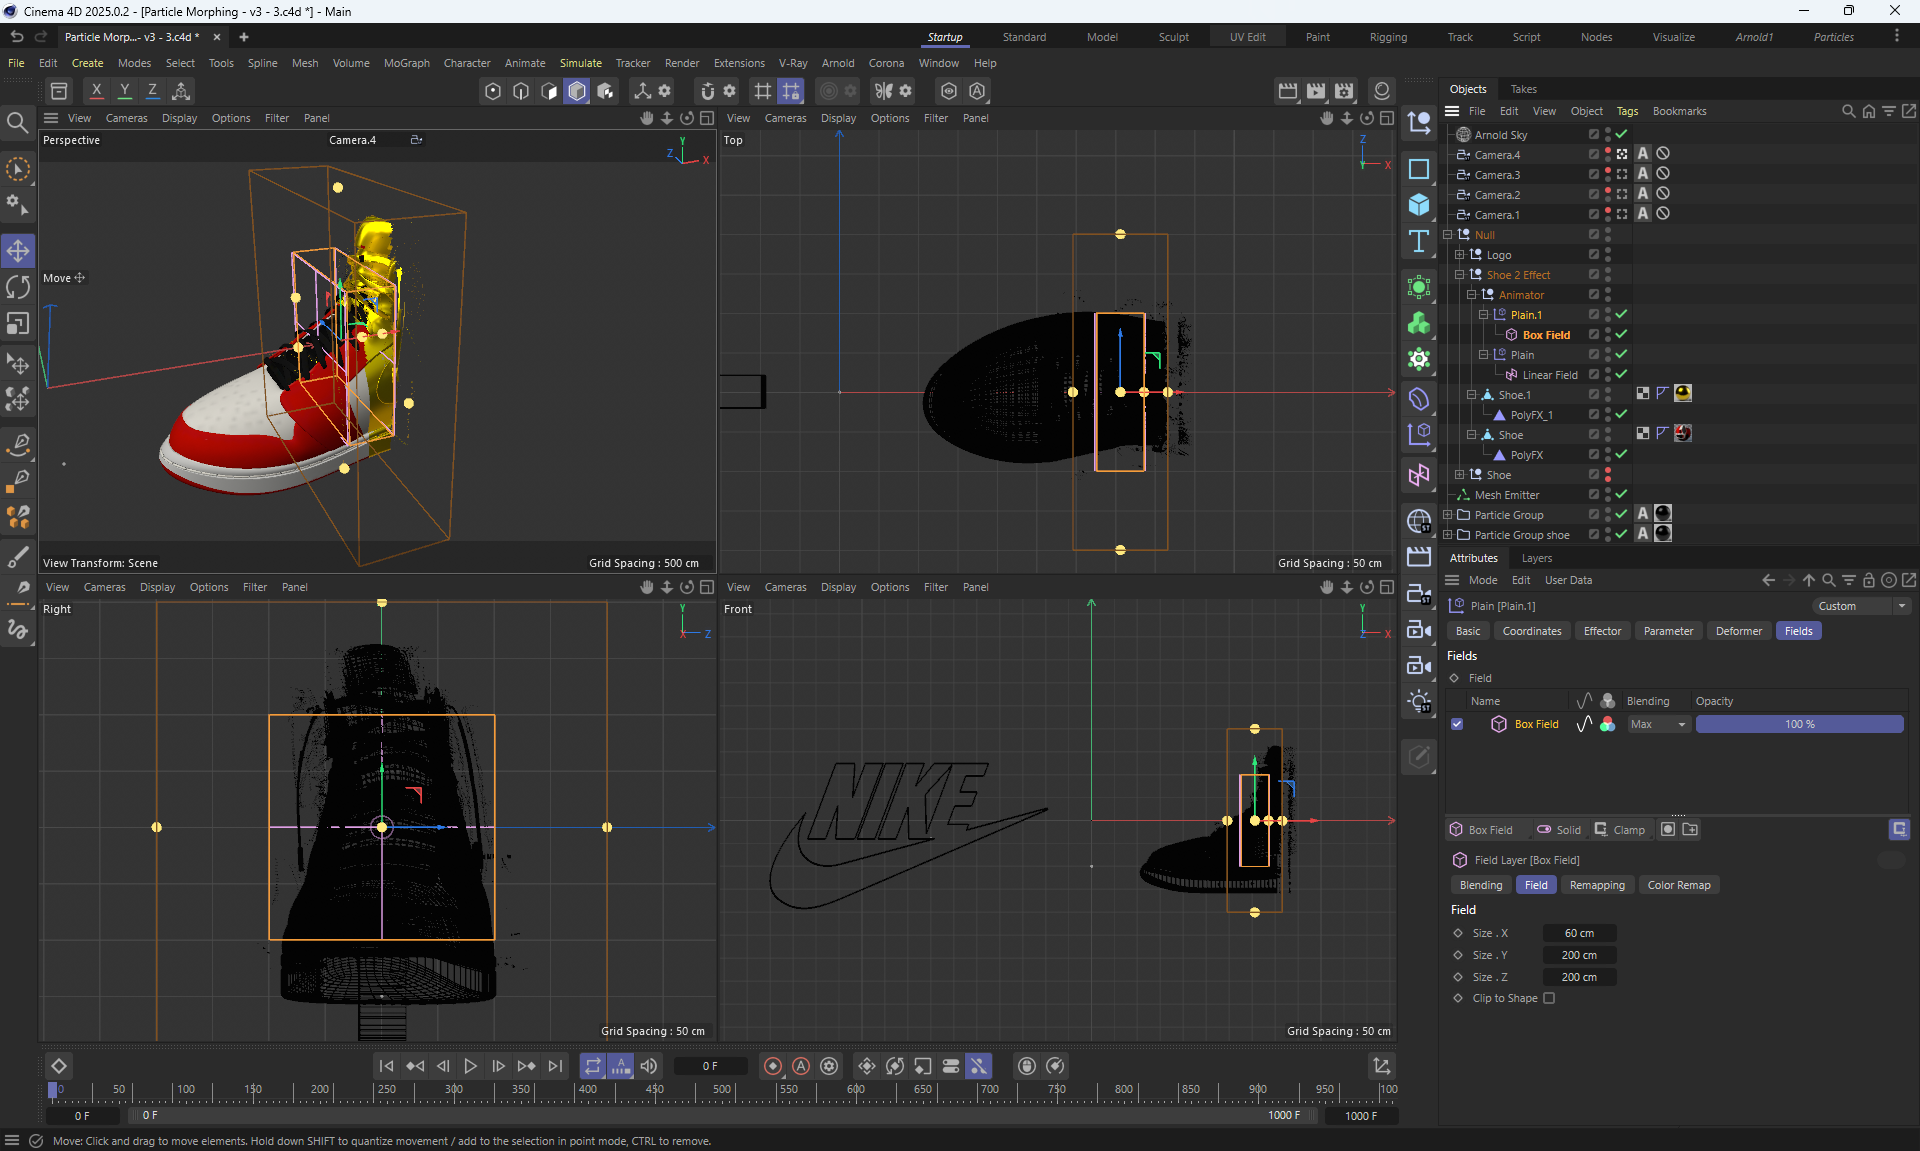 Cinema 4D 2025.0.2 - [Particle Morphing - v3 - 3.c4d *] - Main
Particle Morp...- v3 - 3.c4d *
Startup Standard Model Sculpt UV Edit Paint Rigging Track Script Nodes Visualize Arnold1 Particles
File Edit Create Modes Select Tools Spline Mesh Volume MoGraph Character Animate Simulate Tracker Render Extensions V-Ray Arnold Corona Window Help
X Y Z
Objects Takes
File Edit View Object Tags Bookmarks
View Cameras Display Options Filter Panel
View Cameras Display Options Filter Panel
Perspective
Camera.4
Top
Move
View Transform: Scene
Grid Spacing : 500 cm
Grid Spacing : 50 cm
Arnold Sky
Camera.4
Camera.3
Camera.2
Camera.1
Null
Logo
Shoe 2 Effect
Animator
Plain.1
Box Field
Plain
Linear Field
Shoe.1
PolyFX_1
Shoe
PolyFX
Shoe
Mesh Emitter
Particle Group
Particle Group shoe
Attributes Layers
Mode Edit User Data
Plain [Plain.1]
Custom
Basic Coordinates Effector Parameter Deformer Fields
Fields
Field
Name Blending Opacity
Box Field Max 100 %
Box Field Solid Clamp
Field Layer [Box Field]
Blending Field Remapping Color Remap
Field
Size . X 60 cm
Size . Y 200 cm
Size . Z 200 cm
Clip to Shape
View Cameras Display Options Filter Panel
View Cameras Display Options Filter Panel
Right
Front
NIKE
Grid Spacing : 50 cm
Grid Spacing : 50 cm
0 F
0 50 100 150 200 250 300 350 400 450 500 550 600 650 700 750 800 850 900 950 100
0 F
0 F
1000 F
1000 F
Move: Click and drag to move elements. Hold down SHIFT to quantize movement / add to the selection in point mode, CTRL to remove.